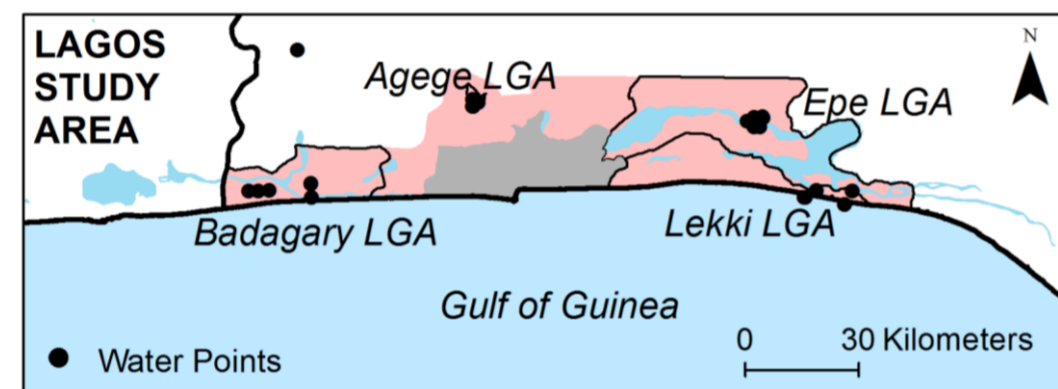 LAGOS
STUDY
AREA
N
Agege LGA
Epe LGA
Badagary LGA
Lekki LGA
Gulf of Guinea
Water Points
0 30 Kilometers